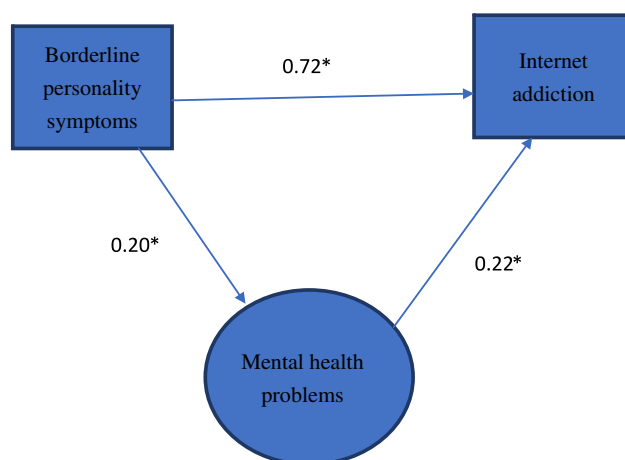 Borderline
personality
symptoms
0.72*
Internet
addiction
0.20*
0.22*
Mental health
problems